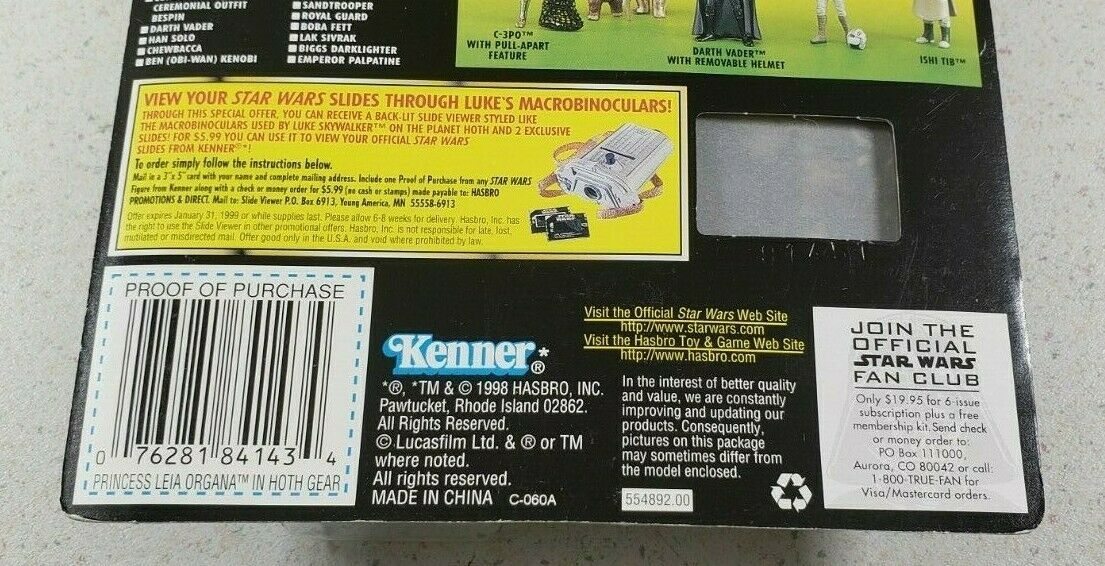 CEREMONIAL OUTFIT
BESPIN
DARTH VADER
HAN SOLO
CHEWBACCA
BEN (OBI-WAN) KENOBI
SANDTROOPER
ROYAL GUARD
BOBA FETT
LAK SIVRAK
BIGGS DARKLIGHTER
EMPEROR PALPATINE
C-3PO™
WITH PULL-APART
FEATURE
DARTH VADER™
WITH REMOVABLE HELMET
ISHI TIB™
VIEW YOUR STAR WARS SLIDES THROUGH LUKE'S MACROBINOCULARS!
THROUGH THIS SPECIAL OFFER, YOU CAN RECEIVE A BACK-LIT SLIDE VIEWER STYLED LIKE
THE MACROBINOCULARS USED BY LUKE SKYWALKER™ ON THE PLANET HOTH AND 2 EXCLUSIVE
SLIDES! FOR $5.99 YOU CAN USE IT TO VIEW YOUR OFFICIAL STAR WARS
SLIDES FROM KENNER®*!
To order simply follow the instructions below.
Mail in a 3"x 5" card with your name and complete mailing address. Include one Proof of Purchase from any STAR WARS
Figure from Kenner along with a check or money order for $5.99 (no cash or stamps) made payable to: HASBRO
PROMOTIONS & DIRECT. Mail to: Slide Viewer P.O. Box 6913, Young America, MN 55558-6913
Offer expires January 31, 1999 or while supplies last. Please allow 6-8 weeks for delivery. Hasbro, Inc. has
the right to use the Slide Viewer in other promotional offers. Hasbro, Inc. is not responsible for late, lost,
mutilated or misdirected mail. Offer good only in the U.S.A. and void where prohibited by law.
PROOF OF PURCHASE
0 76281 84143 4
PRINCESS LEIA ORGANA™ IN HOTH GEAR
Kenner®*
*®, *TM & © 1998 HASBRO, INC.
Pawtucket, Rhode Island 02862.
All Rights Reserved.
© Lucasfilm Ltd. & ® or TM
where noted.
All rights reserved.
MADE IN CHINA C-060A
Visit the Official Star Wars Web Site
http://www.starwars.com
Visit the Hasbro Toy & Game Web Site
http://www.hasbro.com
In the interest of better quality
and value, we are constantly
improving and updating our
products. Consequently,
pictures on this package
may sometimes differ from
the model enclosed.
554892.00
JOIN THE
OFFICIAL
STAR WARS
FAN CLUB
Only $19.95 for 6-issue
subscription plus a free
membership kit. Send check
or money order to:
PO Box 111000,
Aurora, CO 80042 or call:
1-800-TRUE-FAN for
Visa/Mastercard orders.